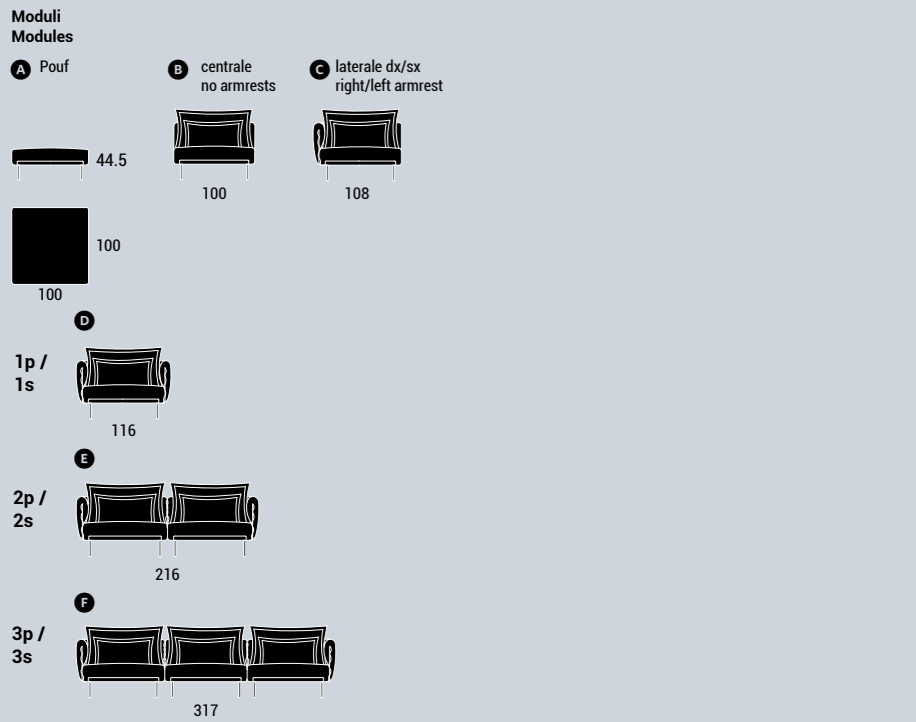 Moduli
Modules
A Pouf
B centrale
no armrests
C laterale dx/sx
right/left armrest
44.5
100
108
100
100
D
1p /
1s
116
E
2p /
2s
216
F
3p /
3s
317